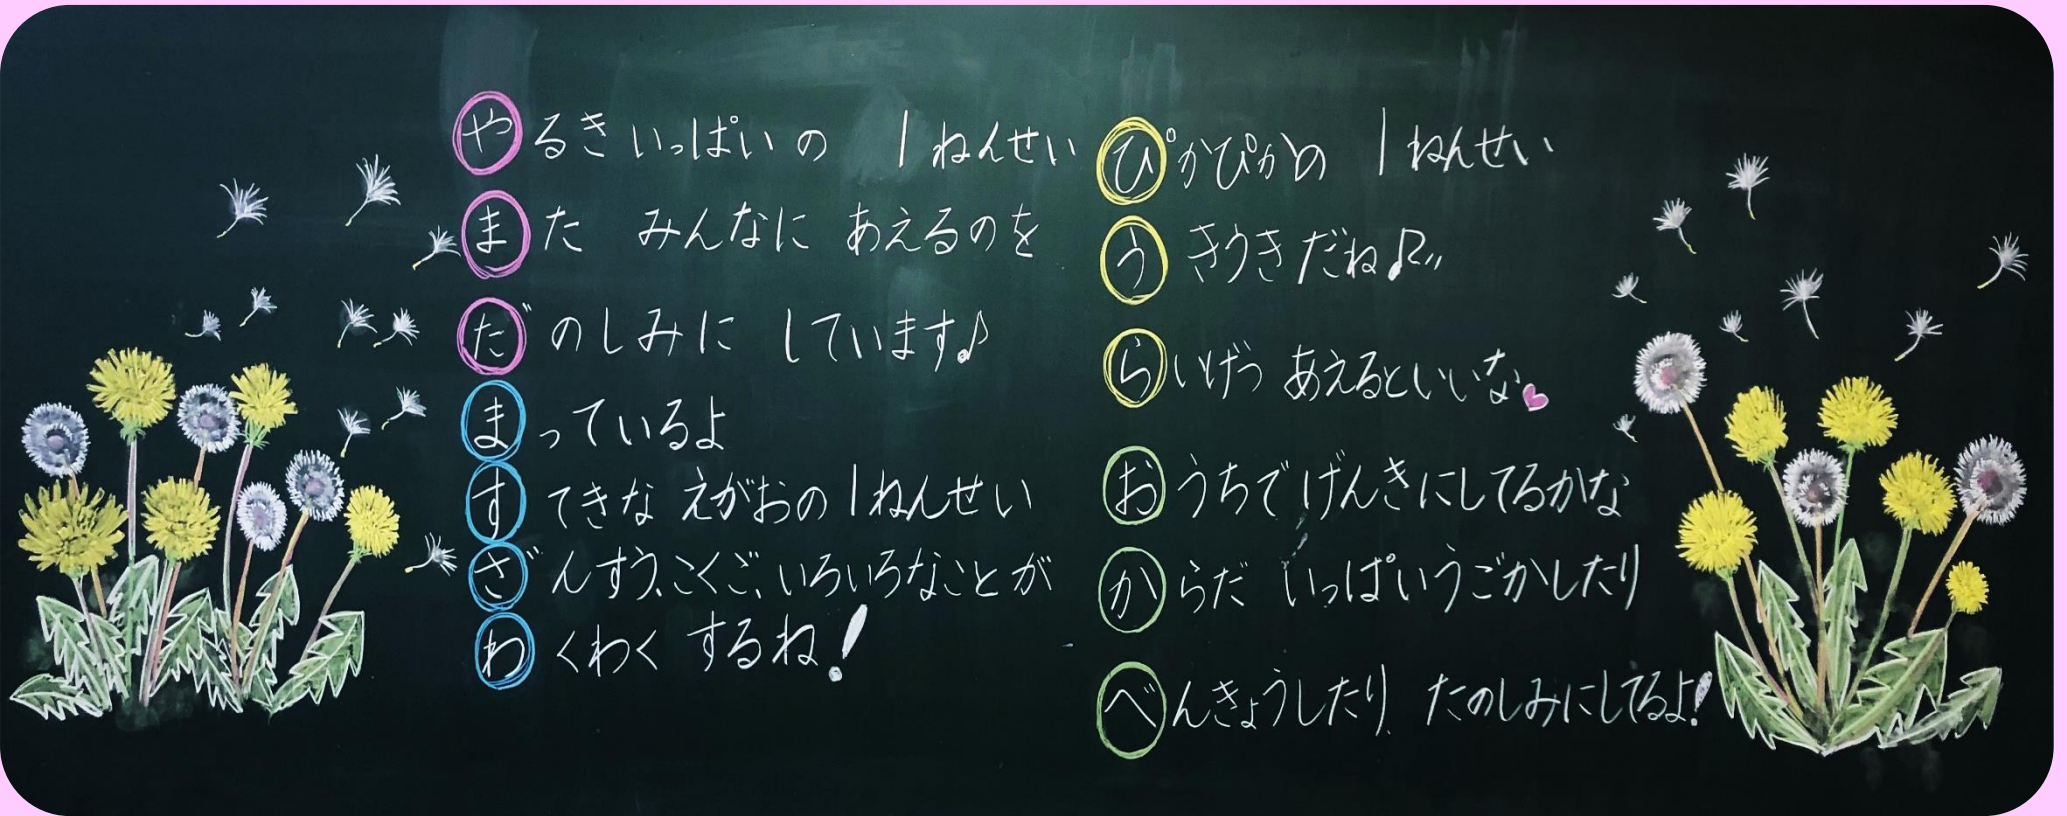 やるきいっぱいの 1ねんせい
また みんなに あえるのを
だのしみに しています♪
まっているよ
すてきな えがおの1ねんせい
ざんすう、こくご、いろいろなことが
わくわく するね!
ぴかぴかの 1ねんせい
うきうきだね♫
らいげつ あえるといいな♥
おうちで げんきにしてるかな
からだ いっぱいうごかしたり
べんきょうしたり、たのしみにしてるよ!